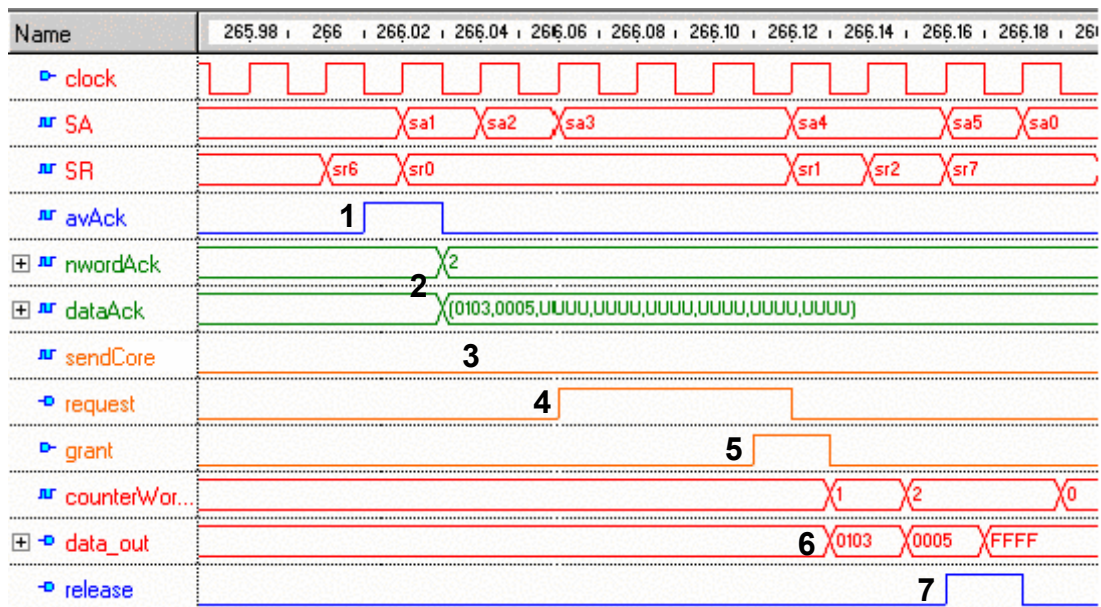 Name 265.98 266 266.02 266.04 266.06 266.08 266.10 266.12 266.14 266.16 266.18 26
clock
SA sa1 sa2 sa3 sa4 sa5 sa0
SR sr6 sr0 sr1 sr2 sr7
avAck 1
nwordAck 2
2
dataAck (0103,0005,UUUU,UUUU,UUUU,UUUU,UUUU,UUUU)
sendCore 3
request 4
grant 5
counterWor... 1 2 0
data_out 6 0103 0005 FFFF
release 7